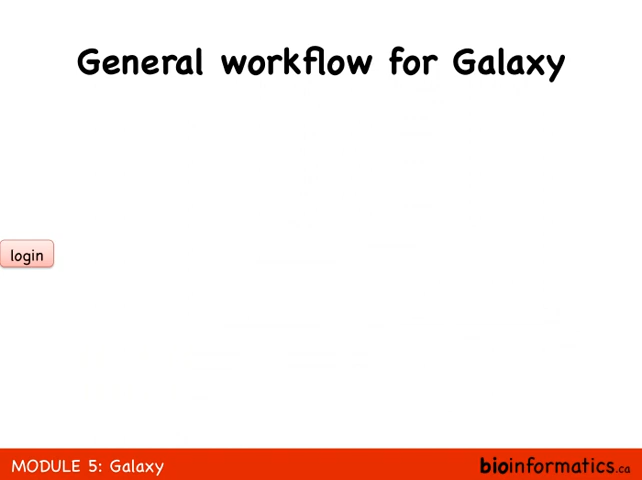 General workflow for Galaxy
login
MODULE 5: Galaxy
bioinformatics.ca